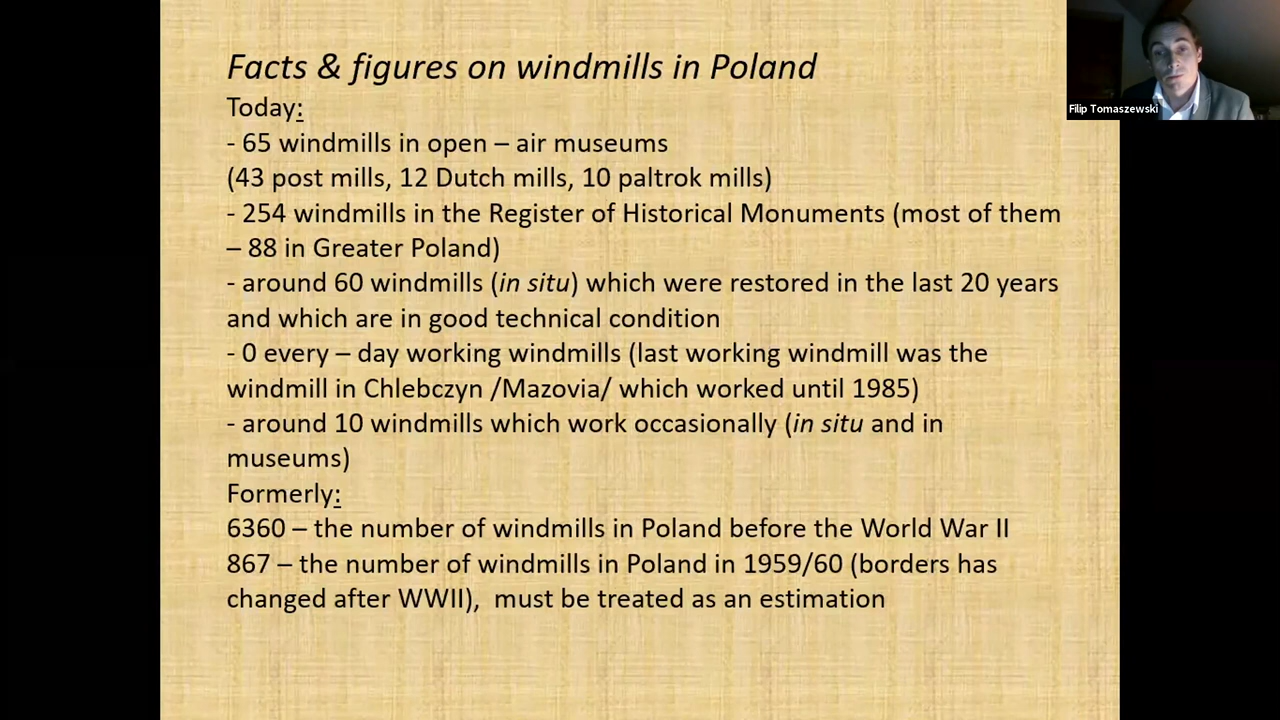 Facts & figures on windmills in Poland
Today:
- 65 windmills in open – air museums
(43 post mills, 12 Dutch mills, 10 paltrok mills)
- 254 windmills in the Register of Historical Monuments (most of them
– 88 in Greater Poland)
- around 60 windmills (in situ) which were restored in the last 20 years
and which are in good technical condition
- 0 every – day working windmills (last working windmill was the
windmill in Chlebczyn /Mazovia/ which worked until 1985)
- around 10 windmills which work occasionally (in situ and in
museums)
Formerly:
6360 – the number of windmills in Poland before the World War II
867 – the number of windmills in Poland in 1959/60 (borders has
changed after WWII),  must be treated as an estimation
Filip Tomaszewski